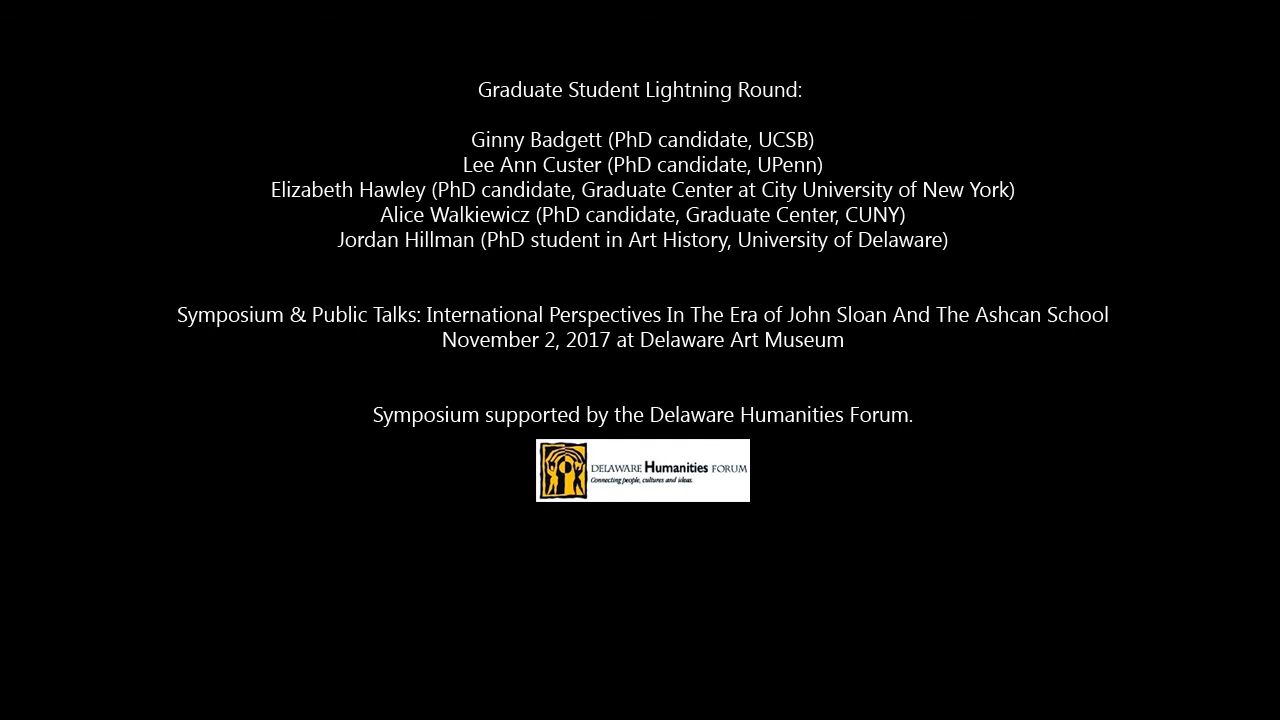 Graduate Student Lightning Round:
Ginny Badgett (PhD candidate, UCSB)
Lee Ann Custer (PhD candidate, UPenn)
Elizabeth Hawley (PhD candidate, Graduate Center at City University of New York)
Alice Walkiewicz (PhD candidate, Graduate Center, CUNY)
Jordan Hillman (PhD student in Art History, University of Delaware)
Symposium & Public Talks: International Perspectives In The Era of John Sloan And The Ashcan School
November 2, 2017 at Delaware Art Museum
Symposium supported by the Delaware Humanities Forum.
DELAWARE Humanities FORUM
Connecting people, cultures and ideas.